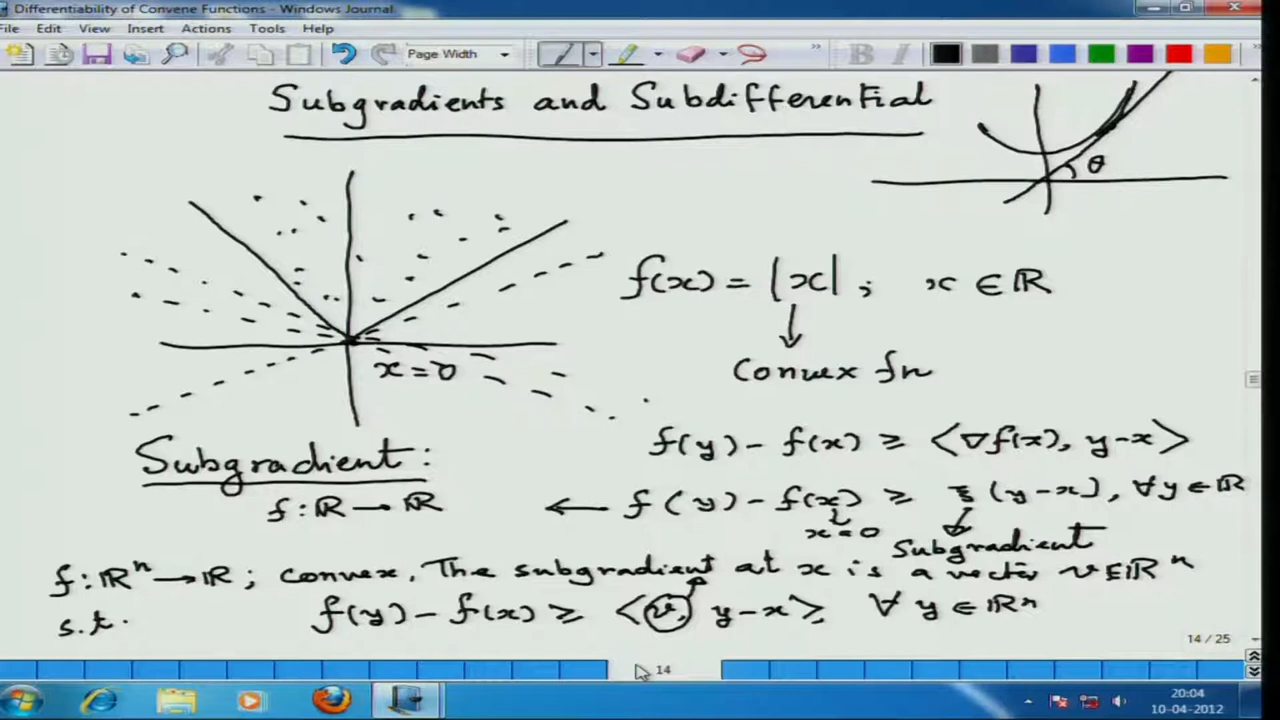 Differentiability of Convene Functions - Windows Journal
File Edit View Insert Actions Tools Help
Page Width B I
Subgradients and Subdifferential
θ
f(x) = |x| ; x ∈ ℝ
x = 0
Convex fn
f(y) - f(x) ≥ ⟨∇f(x), y-x⟩
Subgradient:
f : ℝ → ℝ ← f(y) - f(x) ≥ ξ(y-x), ∀ y ∈ ℝ
x = 0
Subgradient
f : ℝⁿ → ℝ ; convex. The subgradient at x is a vector v ∈ ℝⁿ
s.t. f(y) - f(x) ≥ ⟨v, y-x⟩, ∀ y ∈ ℝⁿ
14 / 25
14
20:04
10-04-2012